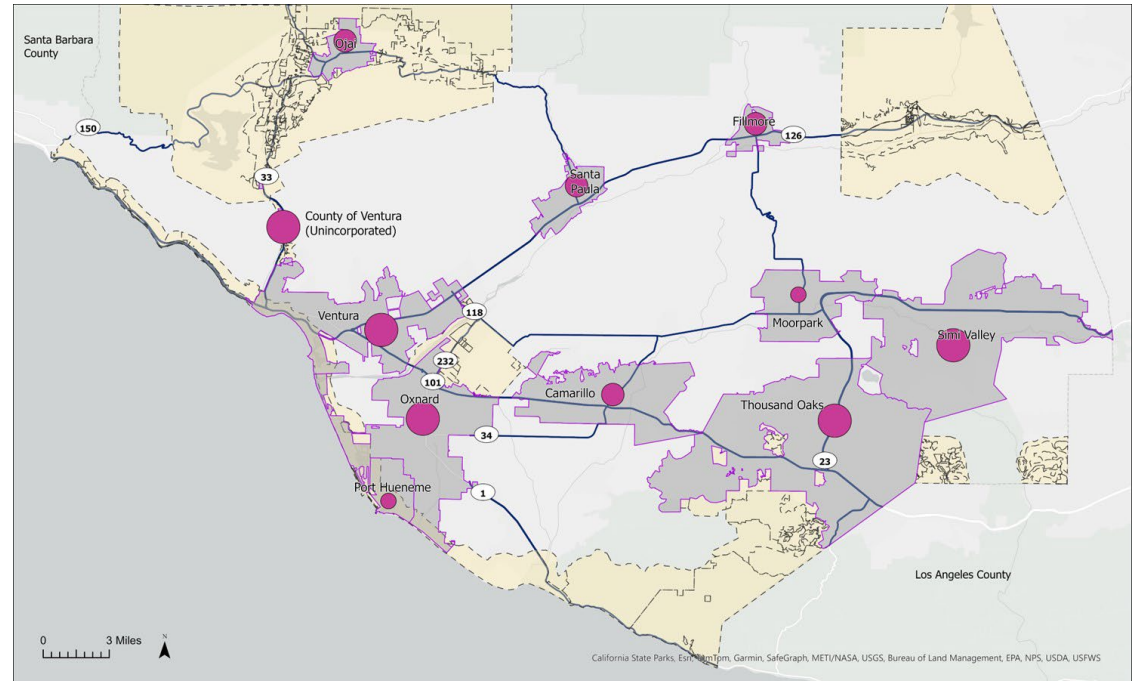 Santa Barbara
County
Ojai
150
Fillmore
126
33
Santa
Paula
County of Ventura
(Unincorporated)
Ventura
118
Moorpark
Simi Valley
232
101
Camarillo
Oxnard
Thousand Oaks
34
23
Port Hueneme
1
Los Angeles County
0 3 Miles
N
California State Parks, Esri, TomTom, Garmin, SafeGraph, METI/NASA, USGS, Bureau of Land Management, EPA, NPS, USDA, USFWS